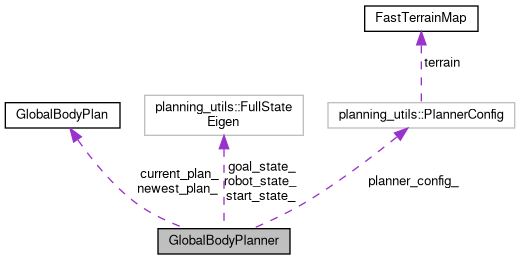 FastTerrainMap
terrain
GlobalBodyPlan
planning_utils::FullState
Eigen
planning_utils::PlannerConfig
current_plan_
newest_plan_
goal_state_
robot_state_
start_state_
planner_config_
GlobalBodyPlanner